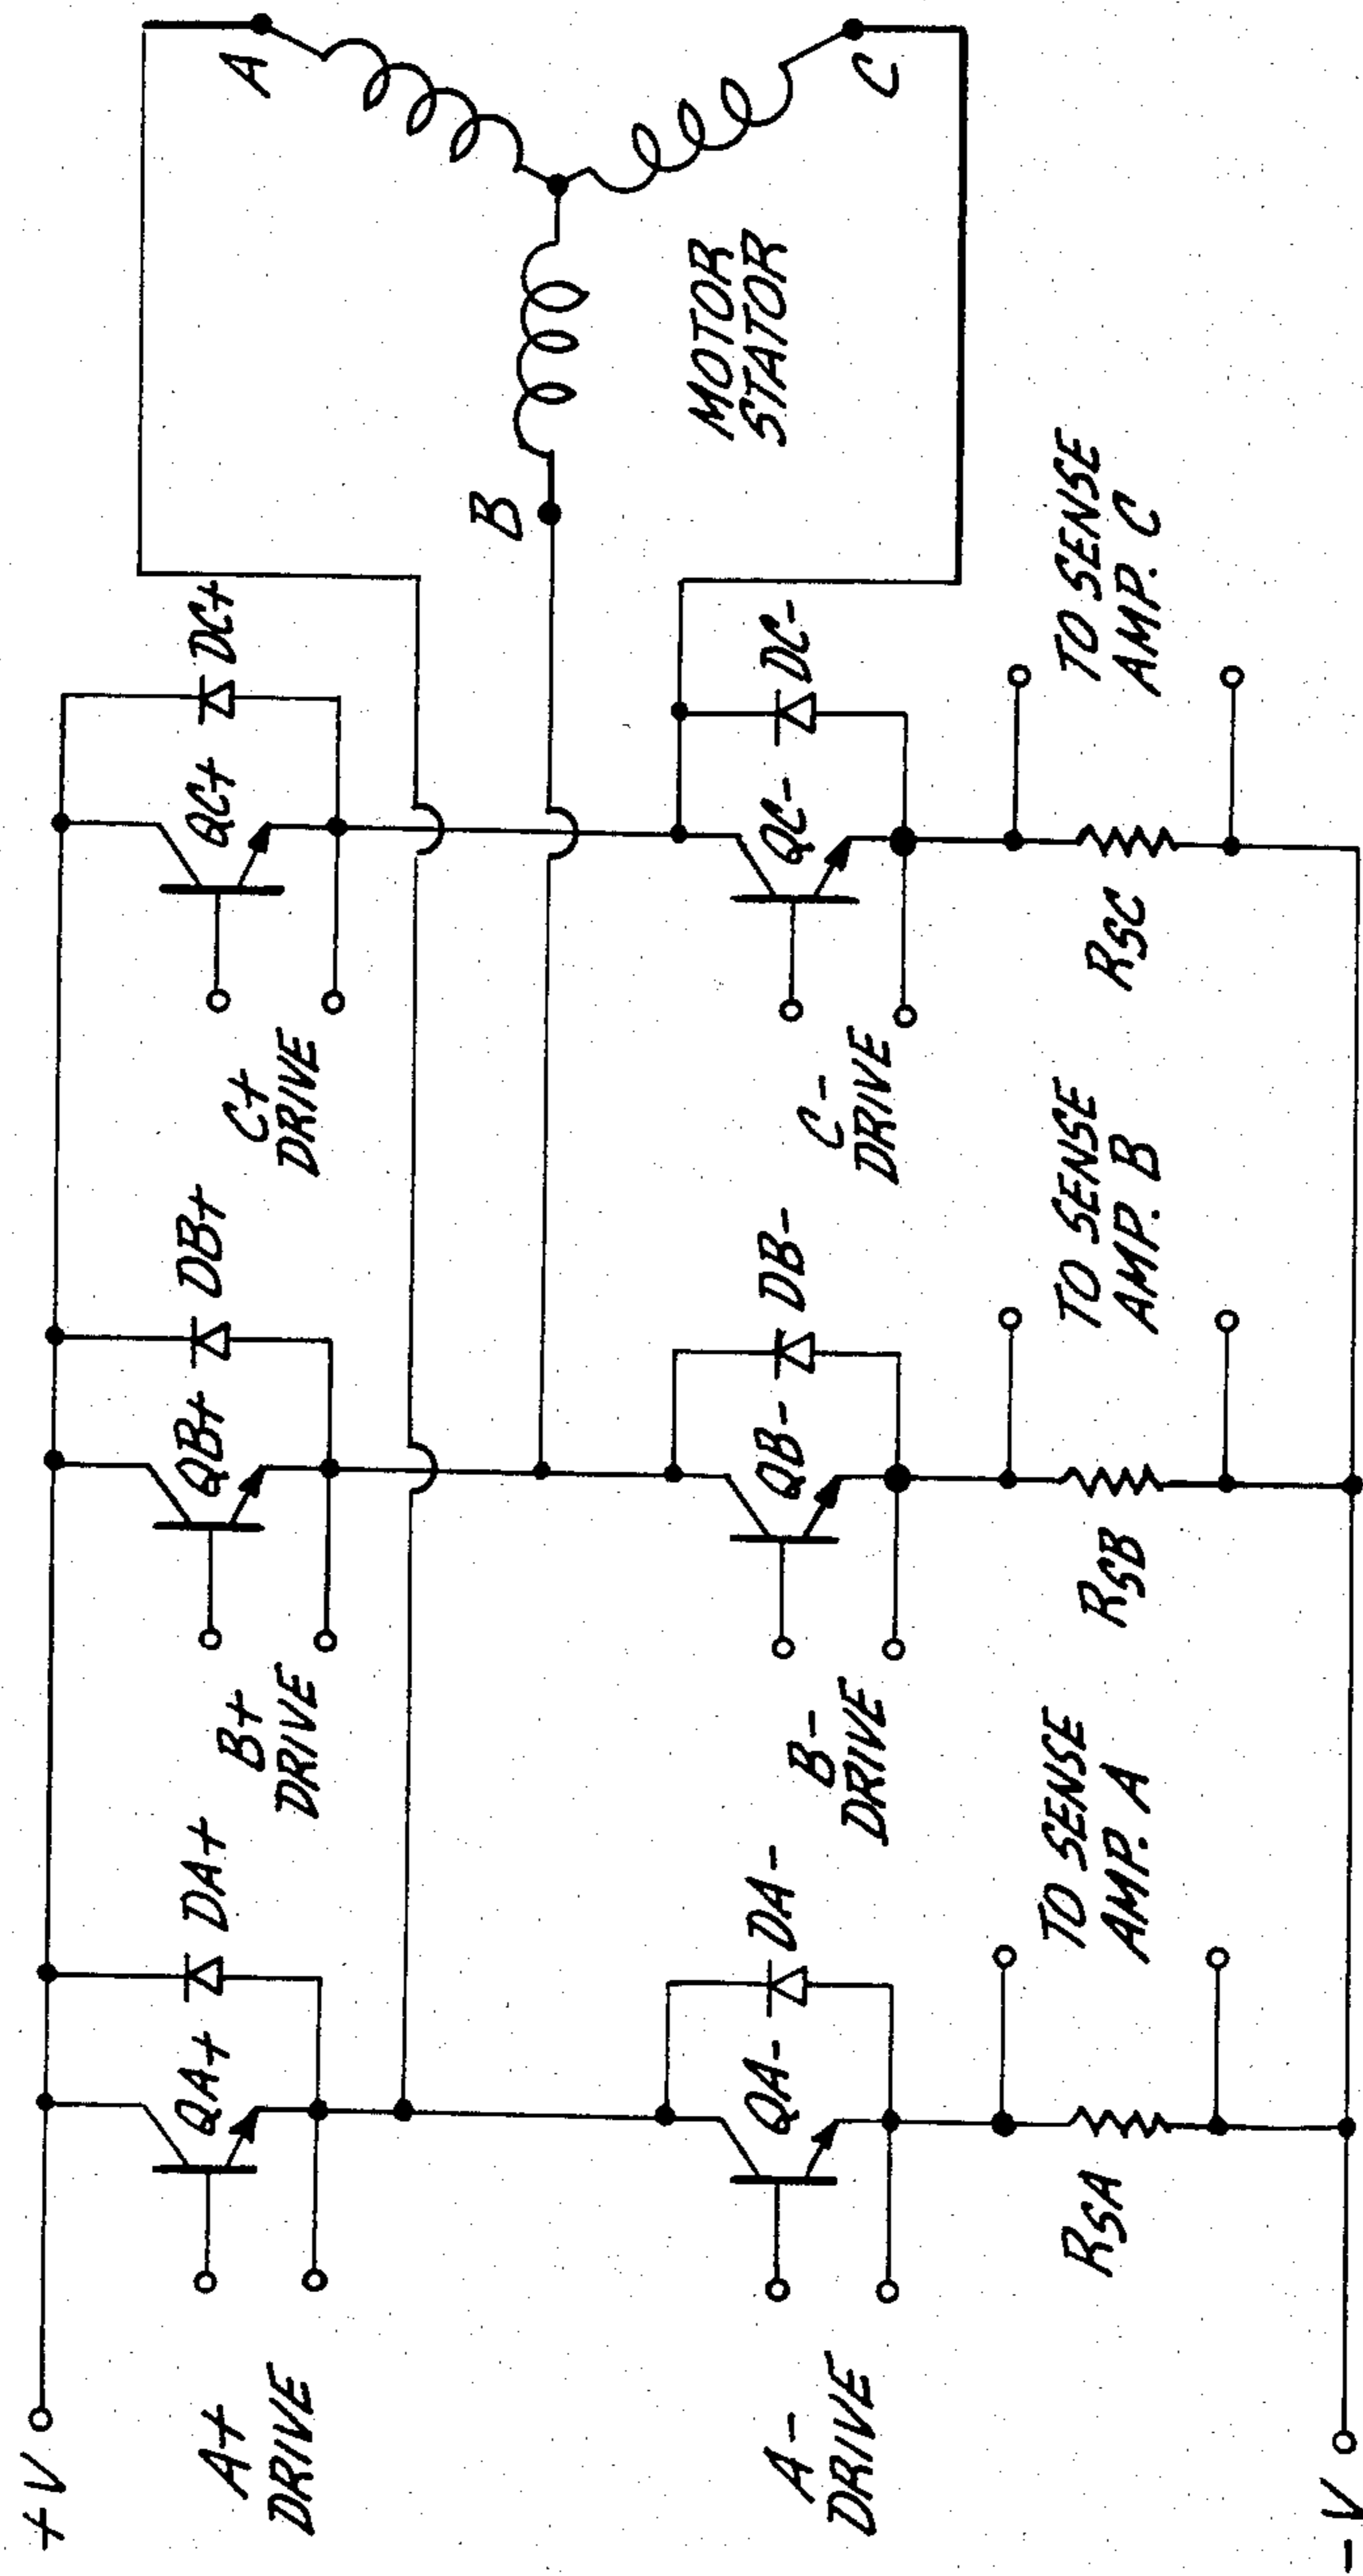 +V
A+
DRIVE
QA+
DA+
B+
DRIVE
QB+
DB+
C+
DRIVE
QC+
DC+
A
B
C
MOTOR
STATOR
A-
DRIVE
QA-
DA-
B-
DRIVE
QB-
DB-
C-
DRIVE
QC-
DC-
RSA
TO SENSE
AMP. A
RSB
TO SENSE
AMP. B
RSC
TO SENSE
AMP. C
-V